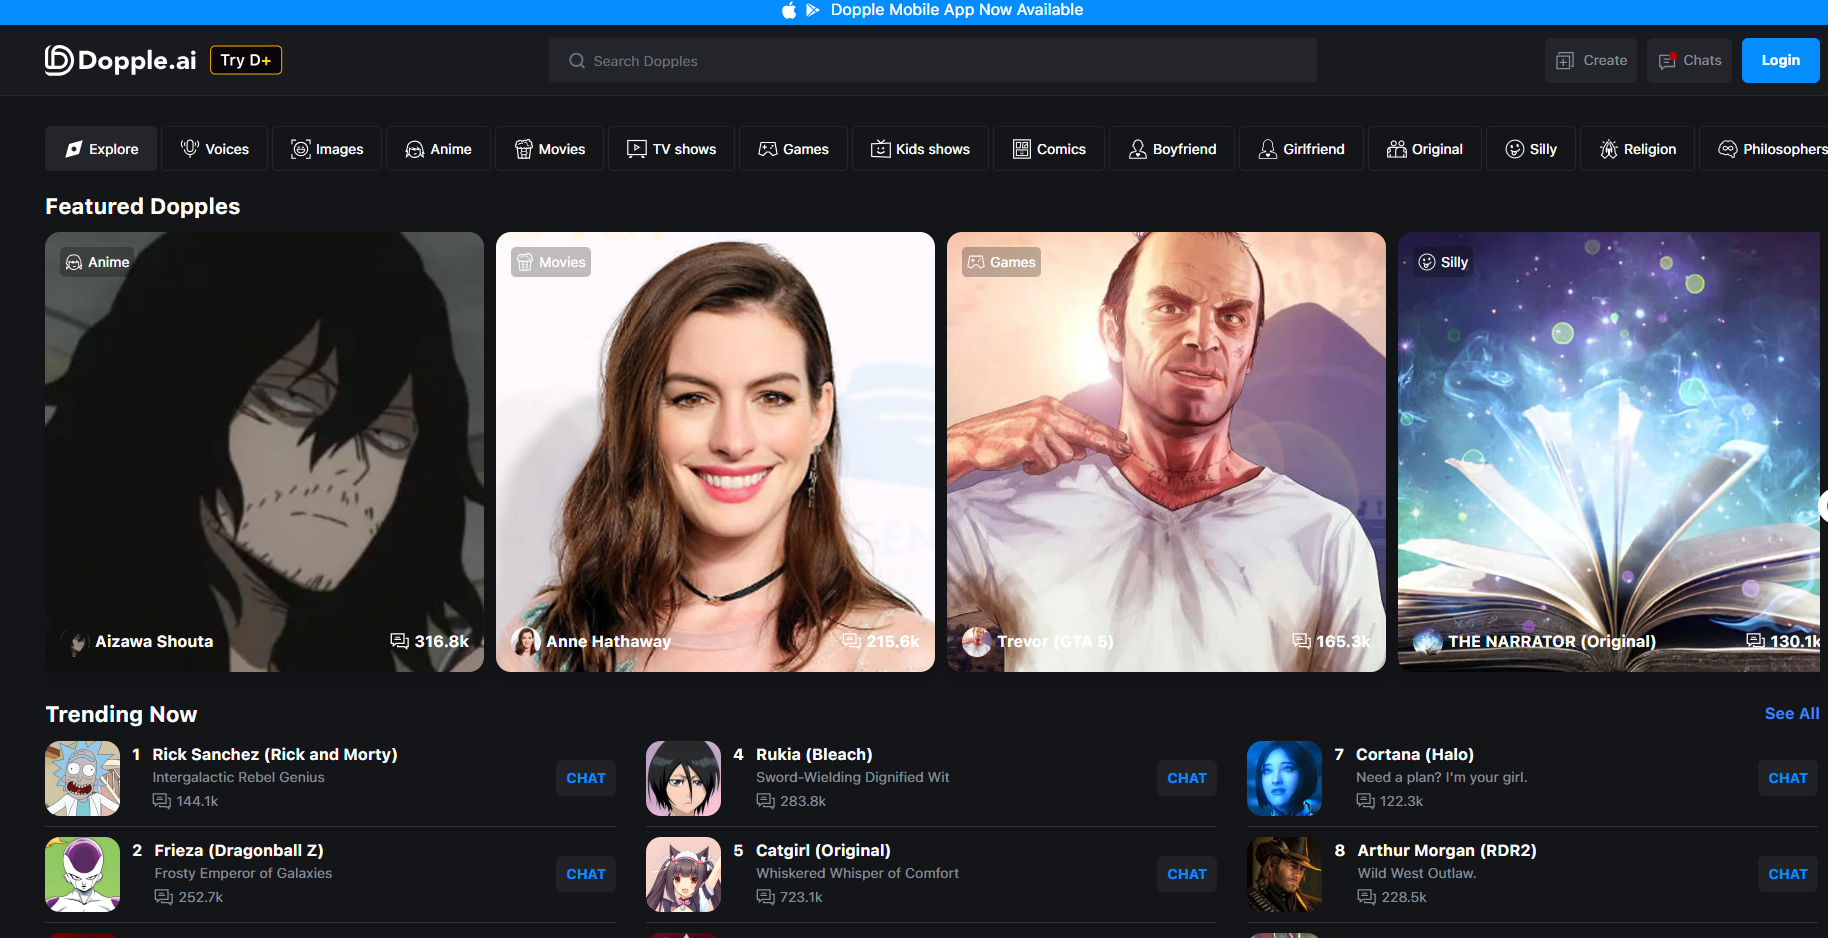 Dopple Mobile App Now Available
Dopple.ai
Try D+
Search Dopples
Create
Chats
Login
Explore
Voices
Images
Anime
Movies
TV shows
Games
Kids shows
Comics
Boyfriend
Girlfriend
Original
Silly
Religion
Philosophers
Featured Dopples
Anime
Aizawa Shouta
316.8k
Movies
Anne Hathaway
215.6k
Games
CUT HERE
Trevor (GTA 5)
165.3k
Silly
THE NARRATOR (Original)
130.1k
Trending Now
See All
1 Rick Sanchez (Rick and Morty)
Intergalactic Rebel Genius
144.1k
CHAT
4 Rukia (Bleach)
Sword-Wielding Dignified Wit
283.8k
CHAT
7 Cortana (Halo)
Need a plan? I'm your girl.
122.3k
CHAT
2 Frieza (Dragonball Z)
Frosty Emperor of Galaxies
252.7k
CHAT
5 Catgirl (Original)
Whiskered Whisper of Comfort
723.1k
CHAT
8 Arthur Morgan (RDR2)
Wild West Outlaw.
228.5k
CHAT